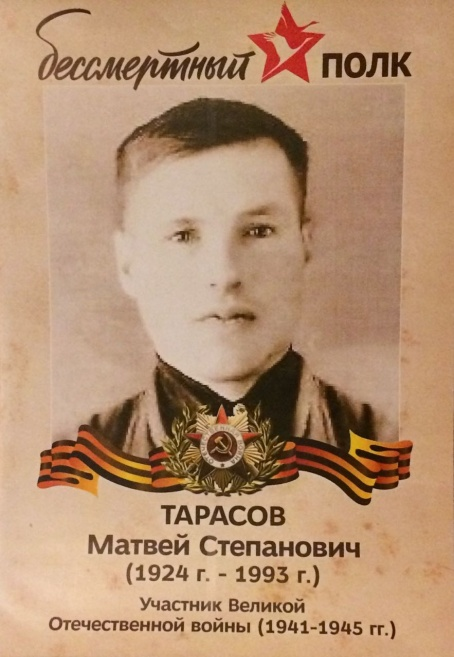 бессмертный ПОЛК
ТАРАСОВ
Матвей Степанович
(1924 г. - 1993 г.)
Участник Великой
Отечественной войны (1941-1945 гг.)